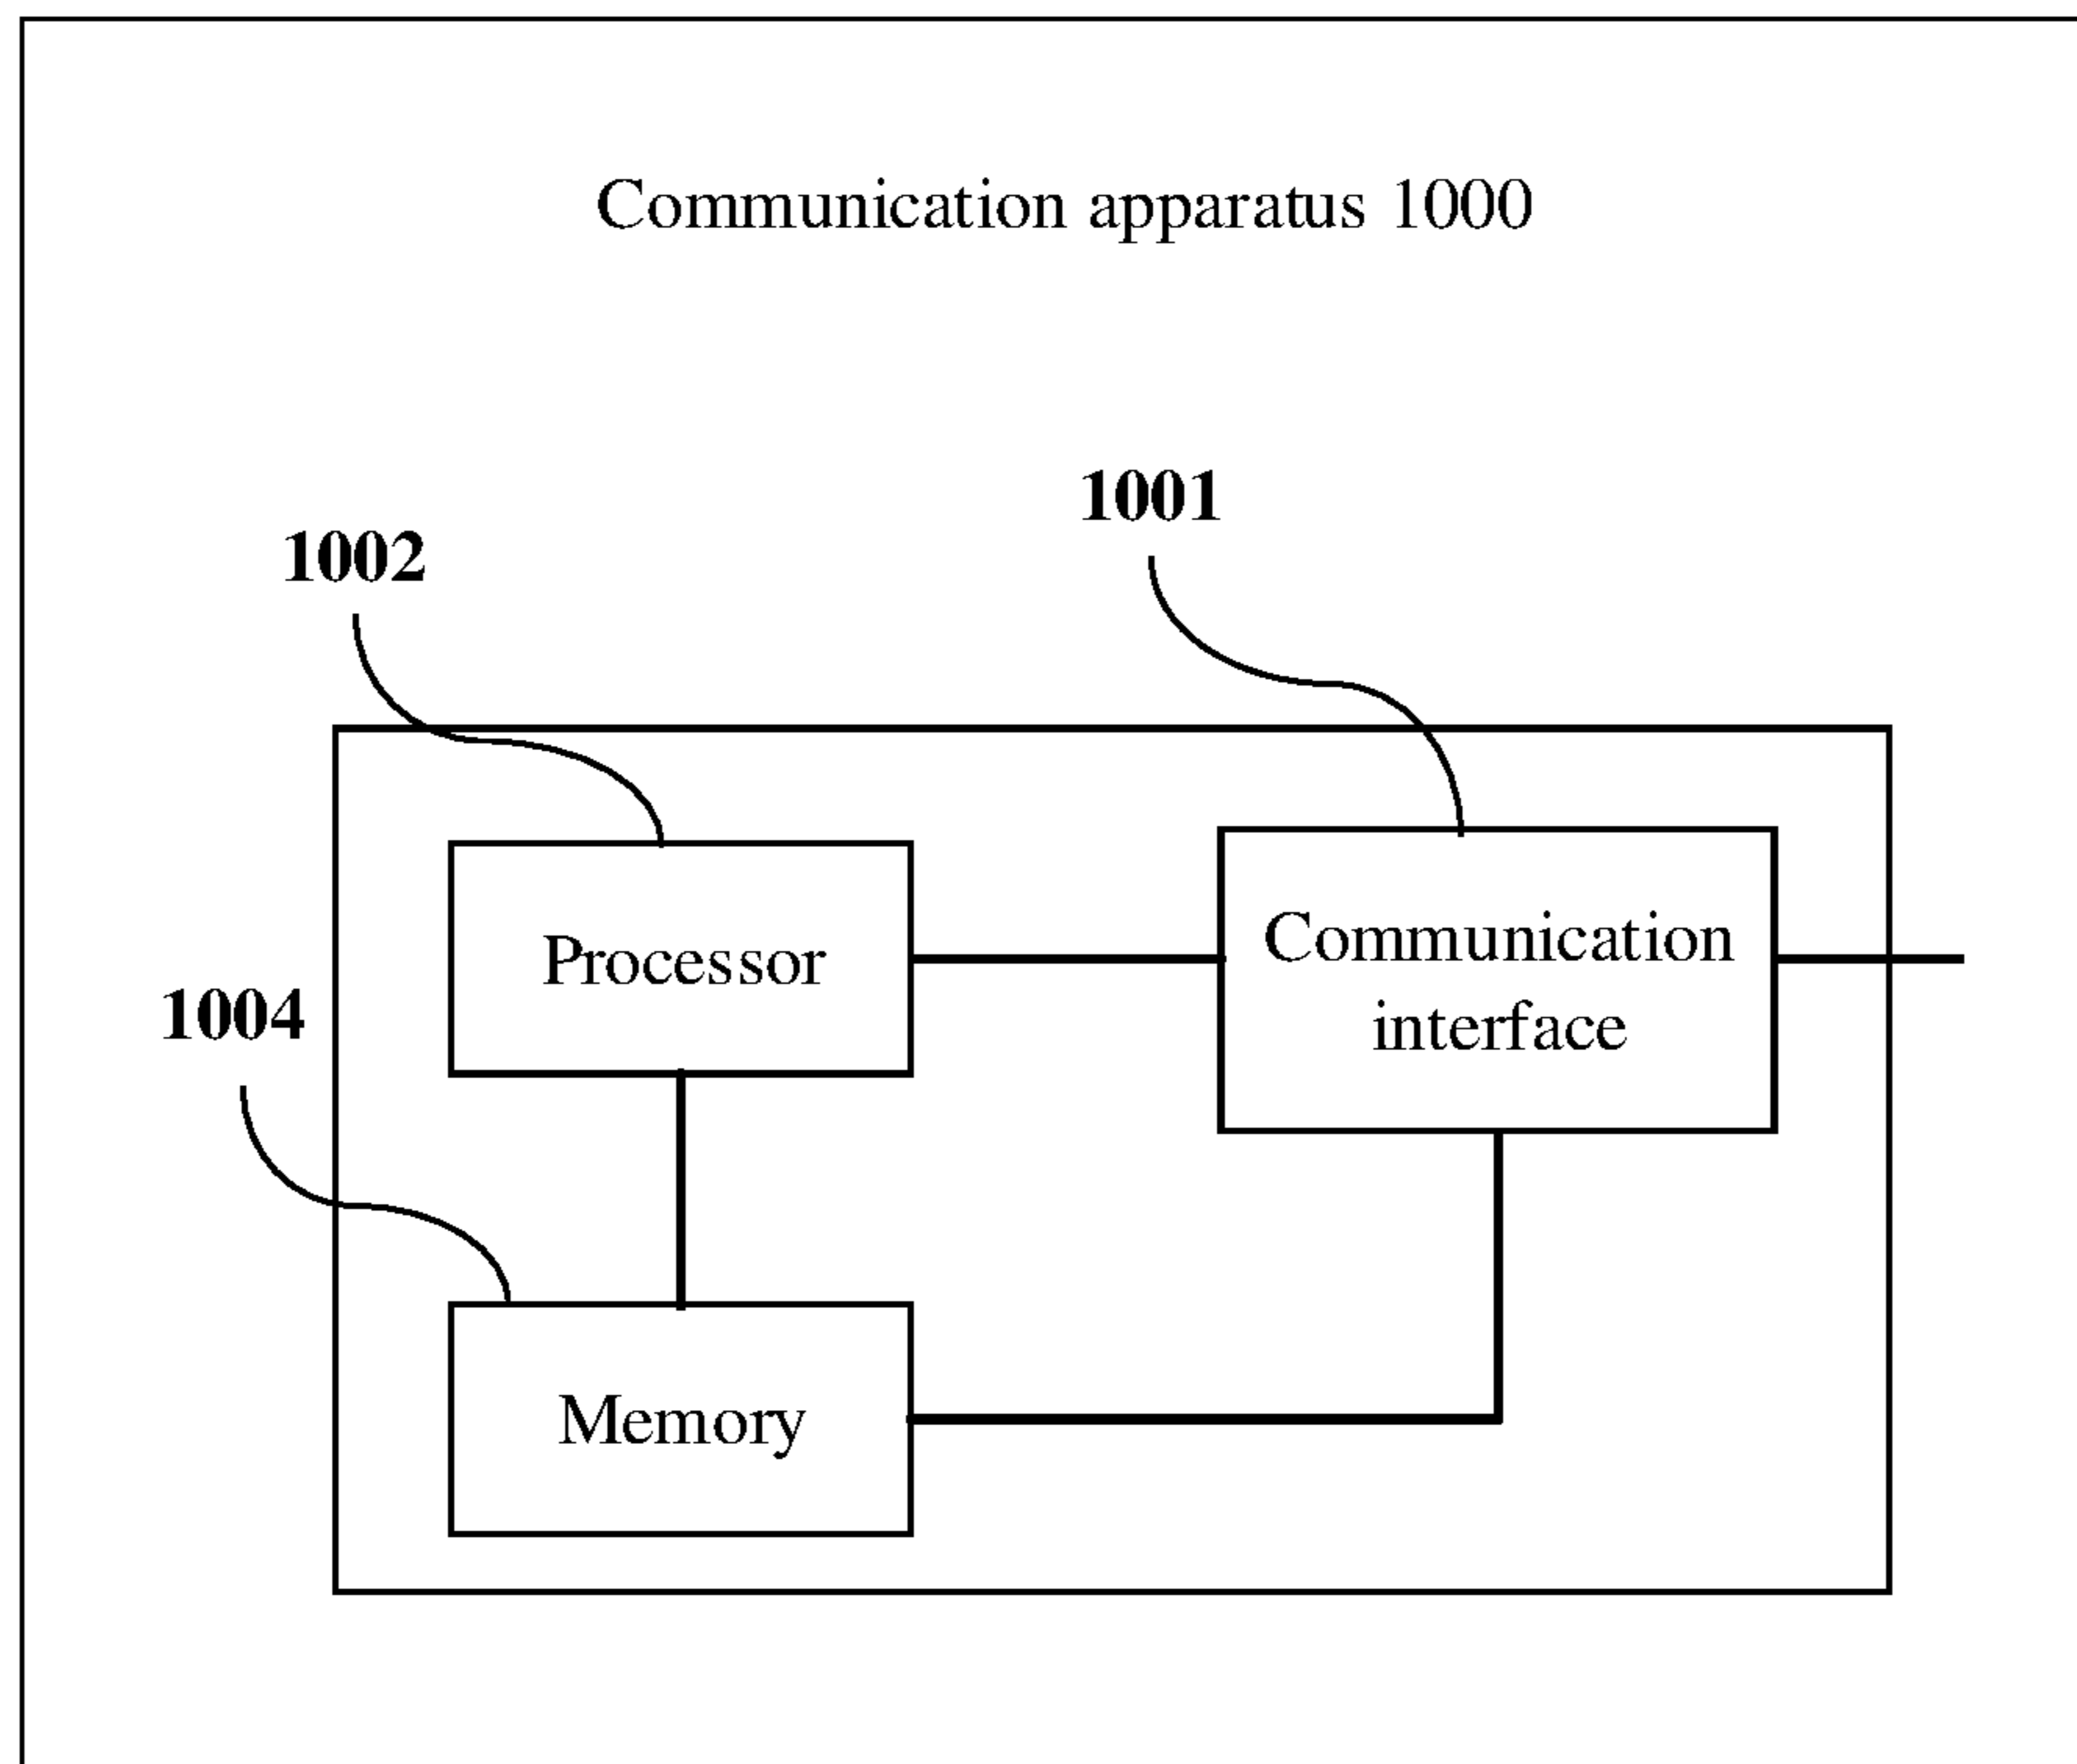 Communication apparatus 1000
1001
1002
Processor
Communication
interface
1004
Memory